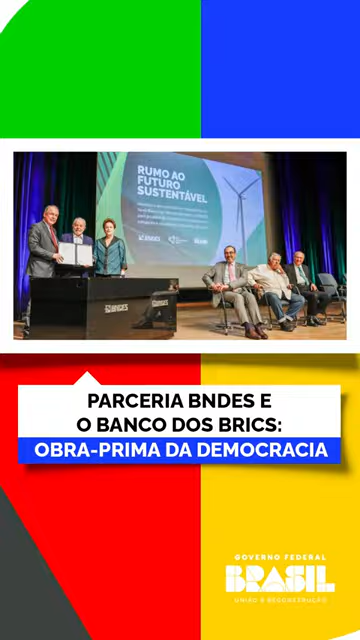 RUMO AO
FUTURO
SUSTENTÁVEL
BNDES
BNDES
PARCERIA BNDES E
O BANCO DOS BRICS:
OBRA-PRIMA DA DEMOCRACIA
GOVERNO FEDERAL
BRASIL
UNIÃO E RECONSTRUÇÃO